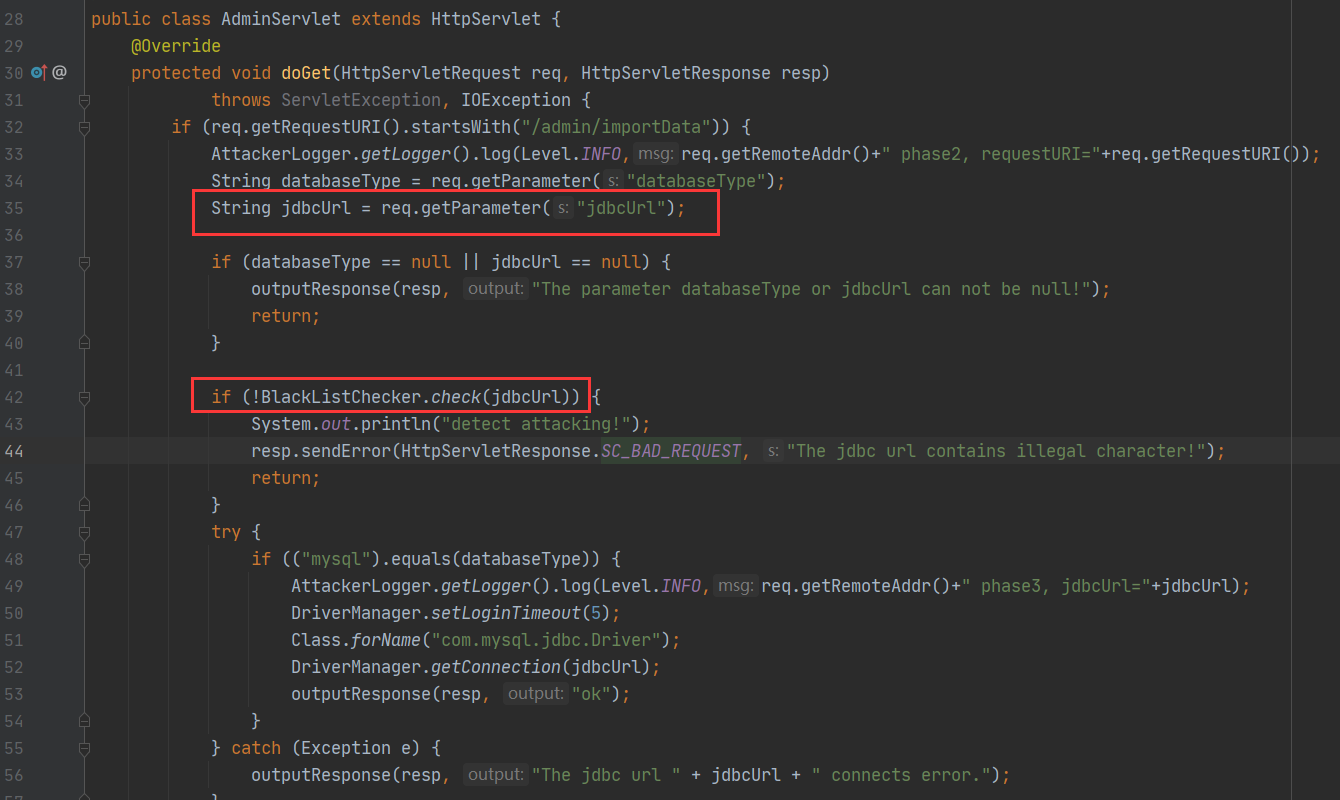 28 public class AdminServlet extends HttpServlet {
29 @Override
30 @ protected void doGet(HttpServletRequest req, HttpServletResponse resp)
31 throws ServletException, IOException {
32 if (req.getRequestURI().startsWith("/admin/importData")) {
33 AttackerLogger.getLogger().log(Level.INFO, msg: req.getRemoteAddr()+" phase2, requestURI="+req.getRequestURI());
34 String databaseType = req.getParameter( s: "databaseType");
35 String jdbcUrl = req.getParameter( s: "jdbcUrl");
36
37 if (databaseType == null || jdbcUrl == null) {
38 outputResponse(resp, output: "The parameter databaseType or jdbcUrl can not be null!");
39 return;
40 }
41
42 if (!BlackListChecker.check(jdbcUrl)) {
43 System.out.println("detect attacking!");
44 resp.sendError(HttpServletResponse.SC_BAD_REQUEST, s: "The jdbc url contains illegal character!");
45 return;
46 }
47 try {
48 if (("mysql").equals(databaseType)) {
49 AttackerLogger.getLogger().log(Level.INFO, msg: req.getRemoteAddr()+" phase3, jdbcUrl="+jdbcUrl);
50 DriverManager.setLoginTimeout(5);
51 Class.forName("com.mysql.jdbc.Driver");
52 DriverManager.getConnection(jdbcUrl);
53 outputResponse(resp, output: "ok");
54 }
55 } catch (Exception e) {
56 outputResponse(resp, output: "The jdbc url " + jdbcUrl + " connects error.");
57 }